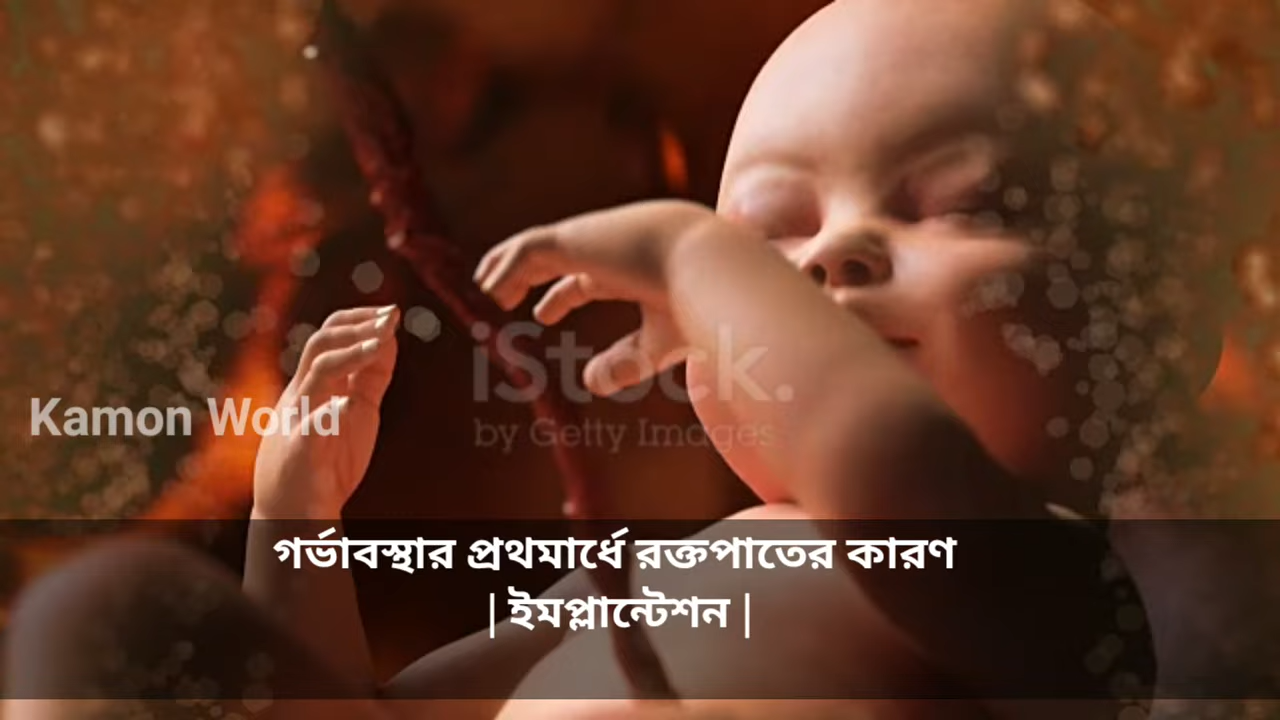 iStock.
by Getty Images
Kamon World
গর্ভাবস্থার প্রথমার্ধে রক্তপাতের কারণ
| ইমপ্লান্টেশন |